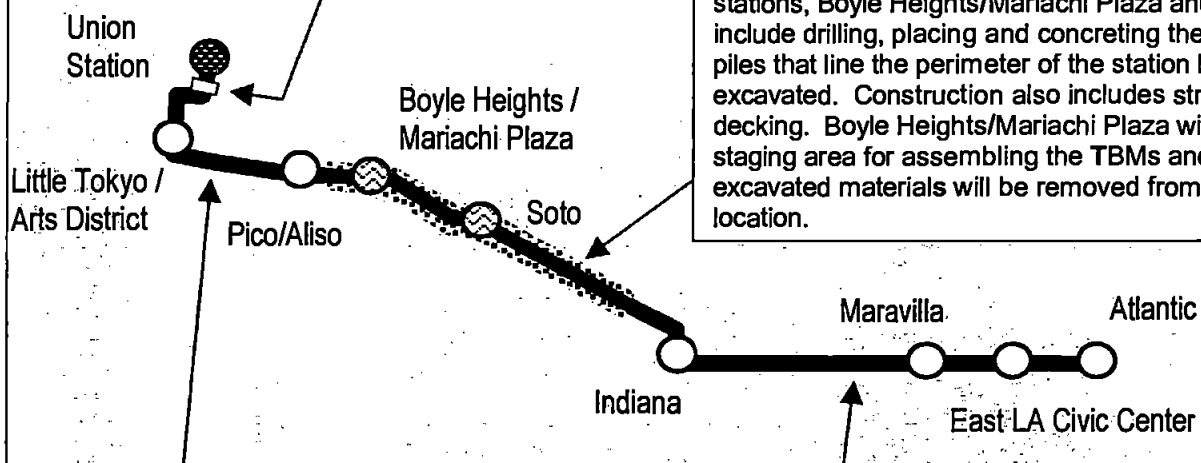 stations, Boyle Heights/Mariachi Plaza and
include drilling, placing and concreting the
piles that line the perimeter of the station
excavated. Construction also includes
decking. Boyle Heights/Mariachi Plaza
staging area for assembling the TBMs and
excavated materials will be removed from
location.
Union
Station
Boyle Heights /
Mariachi Plaza
Little Tokyo /
Arts District
Pico/Aliso
Soto
Maravilla
Atlantic
Indiana
East LA Civic Center